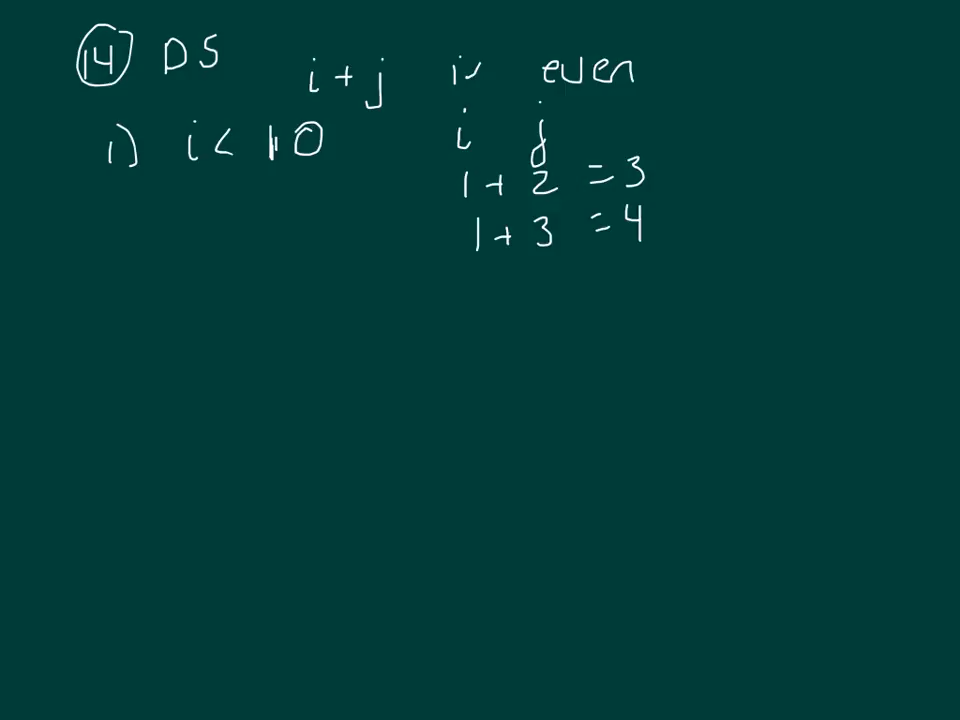 14 DS
i + j is even
1) i < 10
i j
1 + 2 = 3
1 + 3 = 4